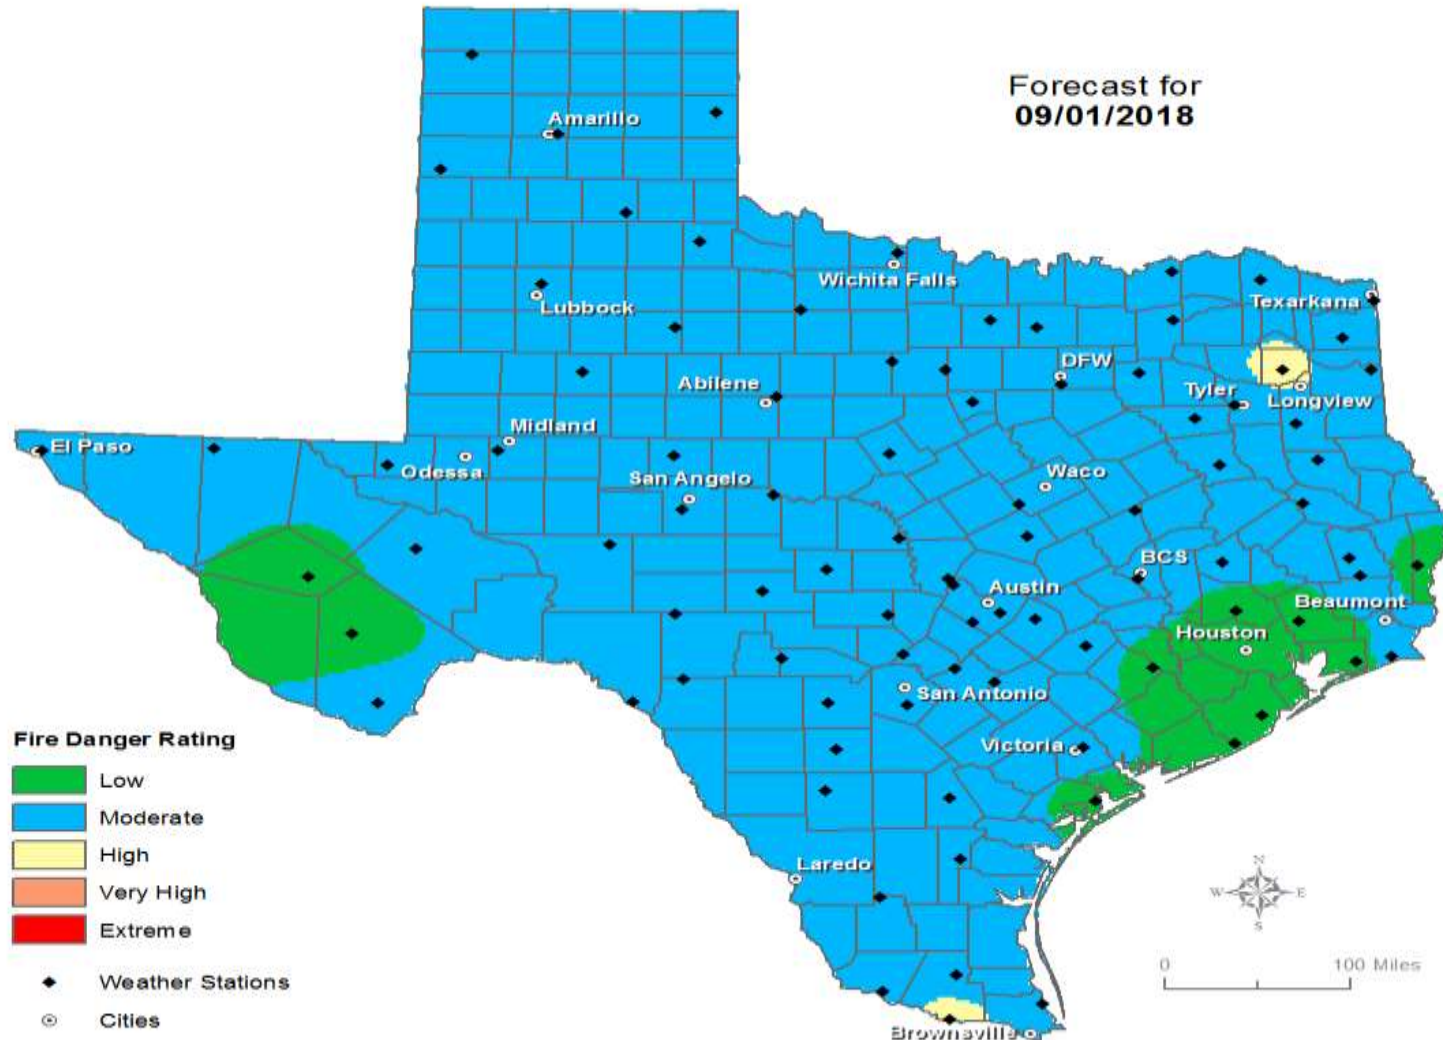 Forecast for
09/01/2018
Amarillo
Wichita Falls
Lubbock
Texarkana
DFW
Abilene
Tyler
Longview
Midland
El Paso
Odessa
San Angelo
Waco
BCS
Austin
Beaumont
Houston
San Antonio
Victoria
Laredo
Brownsville
Fire Danger Rating
Low
Moderate
High
Very High
Extreme
Weather Stations
Cities
N
W E
S
0 100 Miles